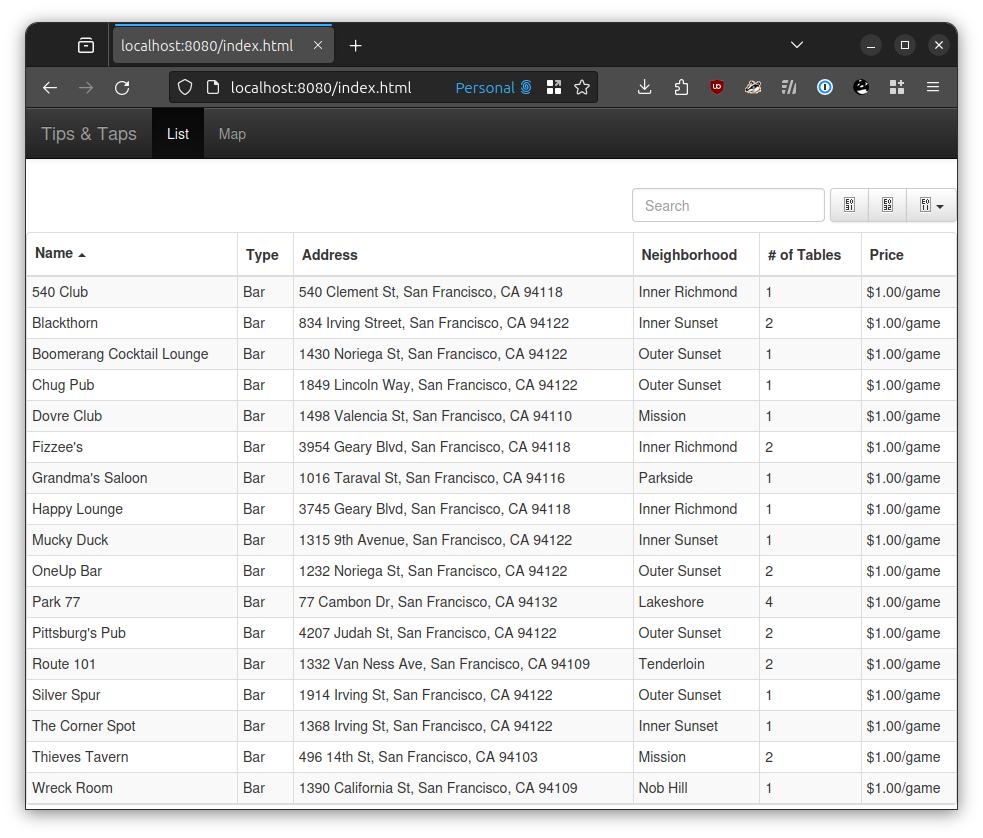 localhost:8080/index.html
localhost:8080/index.html Personal
Tips & Taps List Map
Search
Name Type Address Neighborhood # of Tables Price
540 Club Bar 540 Clement St, San Francisco, CA 94118 Inner Richmond 1 $1.00/game
Blackthorn Bar 834 Irving Street, San Francisco, CA 94122 Inner Sunset 2 $1.00/game
Boomerang Cocktail Lounge Bar 1430 Noriega St, San Francisco, CA 94122 Outer Sunset 1 $1.00/game
Chug Pub Bar 1849 Lincoln Way, San Francisco, CA 94122 Outer Sunset 1 $1.00/game
Dovre Club Bar 1498 Valencia St, San Francisco, CA 94110 Mission 1 $1.00/game
Fizzee's Bar 3954 Geary Blvd, San Francisco, CA 94118 Inner Richmond 2 $1.00/game
Grandma's Saloon Bar 1016 Taraval St, San Francisco, CA 94116 Parkside 1 $1.00/game
Happy Lounge Bar 3745 Geary Blvd, San Francisco, CA 94118 Inner Richmond 1 $1.00/game
Mucky Duck Bar 1315 9th Avenue, San Francisco, CA 94122 Inner Sunset 1 $1.00/game
OneUp Bar Bar 1232 Noriega St, San Francisco, CA 94122 Outer Sunset 2 $1.00/game
Park 77 Bar 77 Cambon Dr, San Francisco, CA 94132 Lakeshore 4 $1.00/game
Pittsburg's Pub Bar 4207 Judah St, San Francisco, CA 94122 Outer Sunset 2 $1.00/game
Route 101 Bar 1332 Van Ness Ave, San Francisco, CA 94109 Tenderloin 2 $1.00/game
Silver Spur Bar 1914 Irving St, San Francisco, CA 94122 Outer Sunset 1 $1.00/game
The Corner Spot Bar 1368 Irving St, San Francisco, CA 94122 Inner Sunset 1 $1.00/game
Thieves Tavern Bar 496 14th St, San Francisco, CA 94103 Mission 2 $1.00/game
Wreck Room Bar 1390 California St, San Francisco, CA 94109 Nob Hill 1 $1.00/game